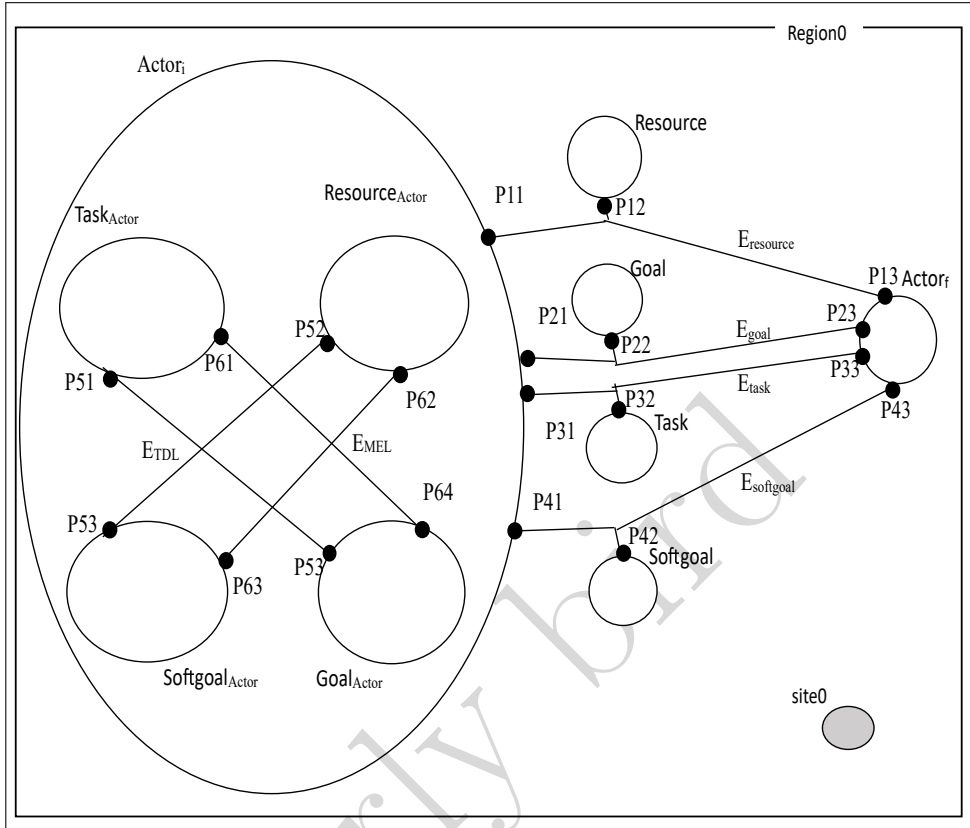 Region0
Actori
Resource
ResourceActor
P11
P12
TaskActor
Eresource
Goal
P13
Actorf
P21
P23
P52
P22
Egoal
P61
P33
P51
P62
Etask
P32
P43
P31
Task
ETDL
EMEL
P64
P41
Esoftgoal
P53
P42
P63
P53
Softgoal
SoftgoalActor
GoalActor
site0
rly bird